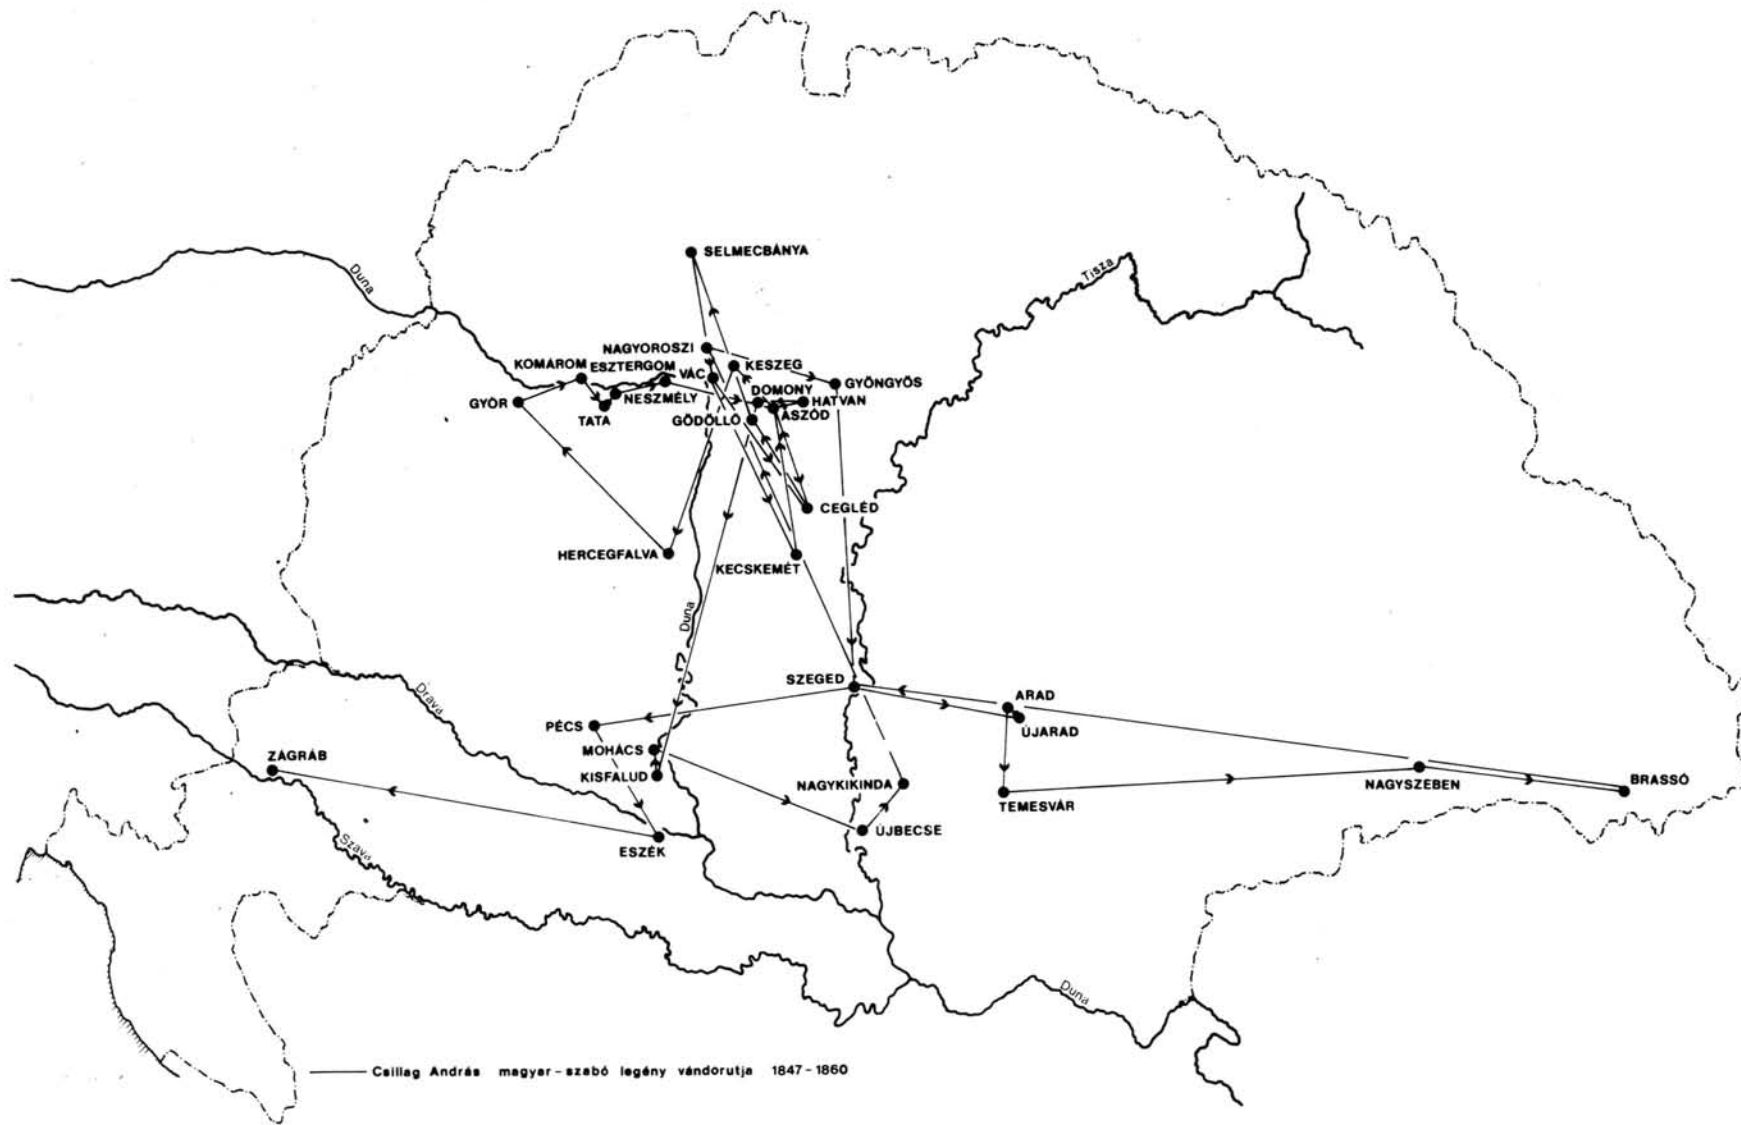 SELMECBÁNYA
Duna
Tisza
NAGYOROSZI
KOMÁROM
ESZTERGOM
VÁC
KESZEG
GYÖNGYÖS
DOMONY
HATVAN
GYÖR
NESZMÉLY
TATA
GÖDÖLLÖ
ASZÓD
CEGLÉD
HERCEGFALVA
KECSKEMÉT
Duna
SZEGED
ARAD
ÚJARAD
Dráva
PÉCS
MOHÁCS
ZÁGRÁB
KISFALUD
NAGYKIKINDA
TEMESVÁR
NAGYSZEBEN
BRASSÓ
ÚJBECSE
Száva
ESZÉK
Duna
Csillag András magyar-szabó legény vándorutja 1847-1860